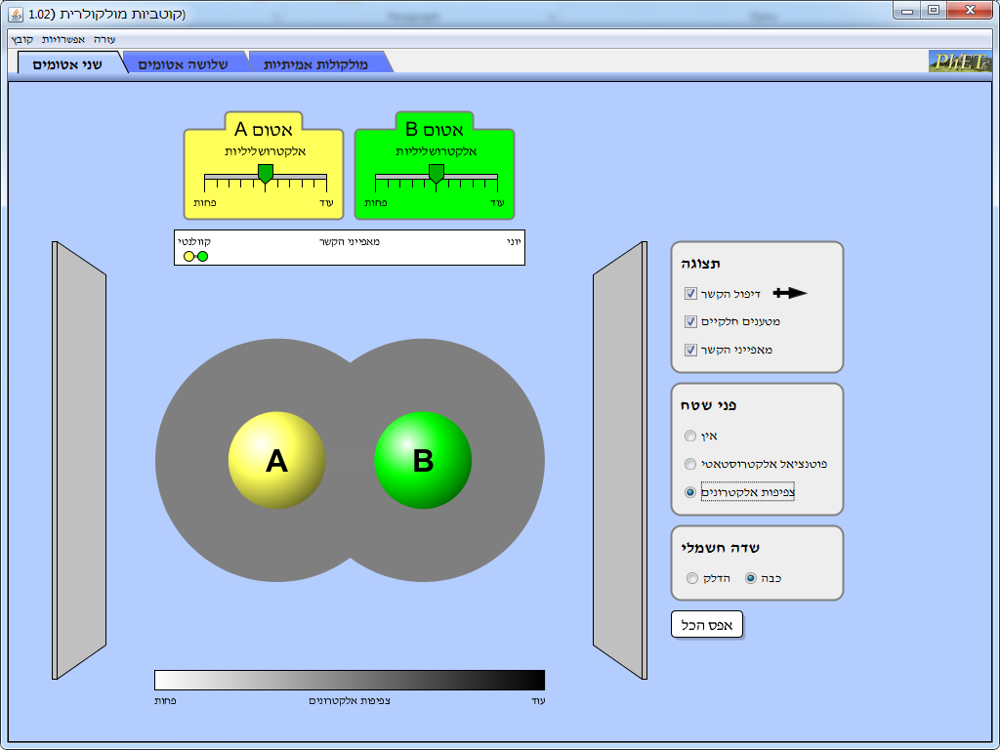 קוטביות מולקולרית (1.02)
קובץ אפשרויות עזרה
שני אטומים
שלושה אטומים
מולקולות אמיתיות
PhET
אטום A
אלקטרושליליות
פחות עוד
אטום B
אלקטרושליליות
פחות עוד
קוולנטי מאפייני הקשר יוני
A
B
פחות צפיפות אלקטרונים עוד
תצוגה
דיפול הקשר
מטענים חלקיים
מאפייני הקשר
פני שטח
אין
פוטנציאל אלקטרוסטאטי
צפיפות אלקטרונים
שדה חשמלי
הדלק כבה
אפס הכל